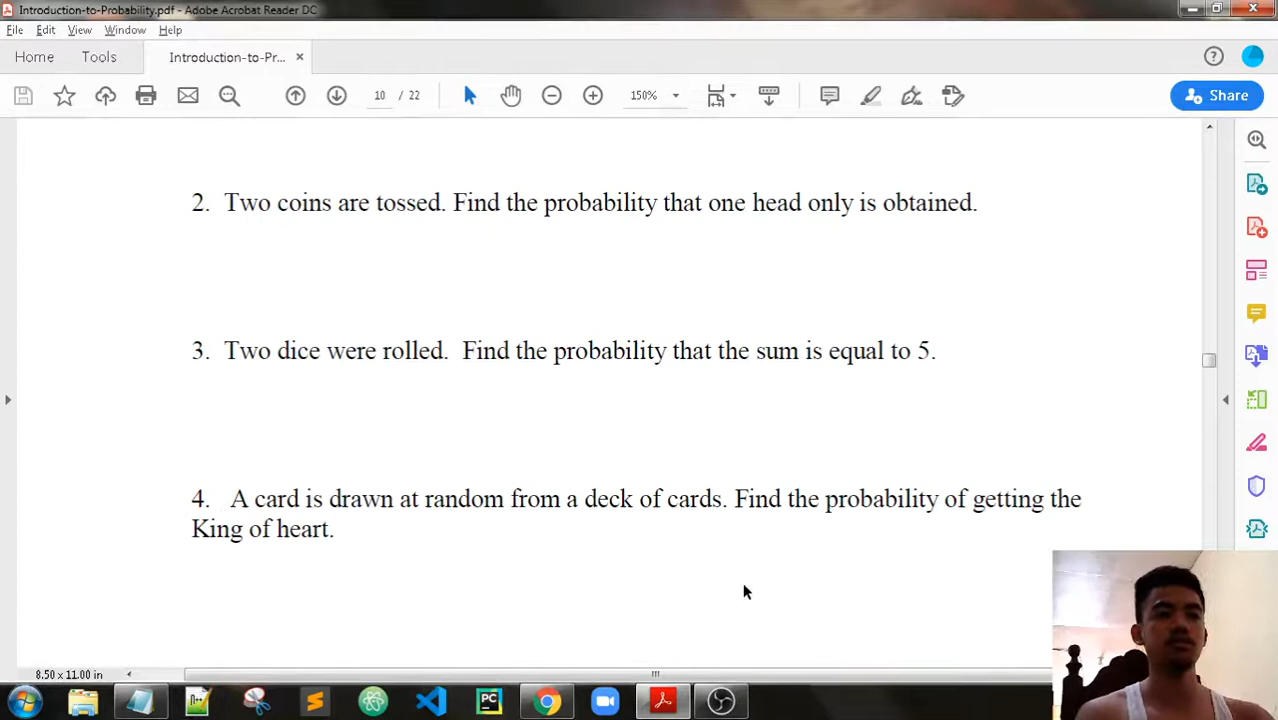 Introduction-to-Probability.pdf - Adobe Acrobat Reader DC
File Edit View Window Help
Home Tools Introduction-to-Pr... ×
10 / 22 150% Share
2. Two coins are tossed. Find the probability that one head only is obtained.
3. Two dice were rolled. Find the probability that the sum is equal to 5.
4. A card is drawn at random from a deck of cards. Find the probability of getting the
King of heart.
8.50 x 11.00 in
PC